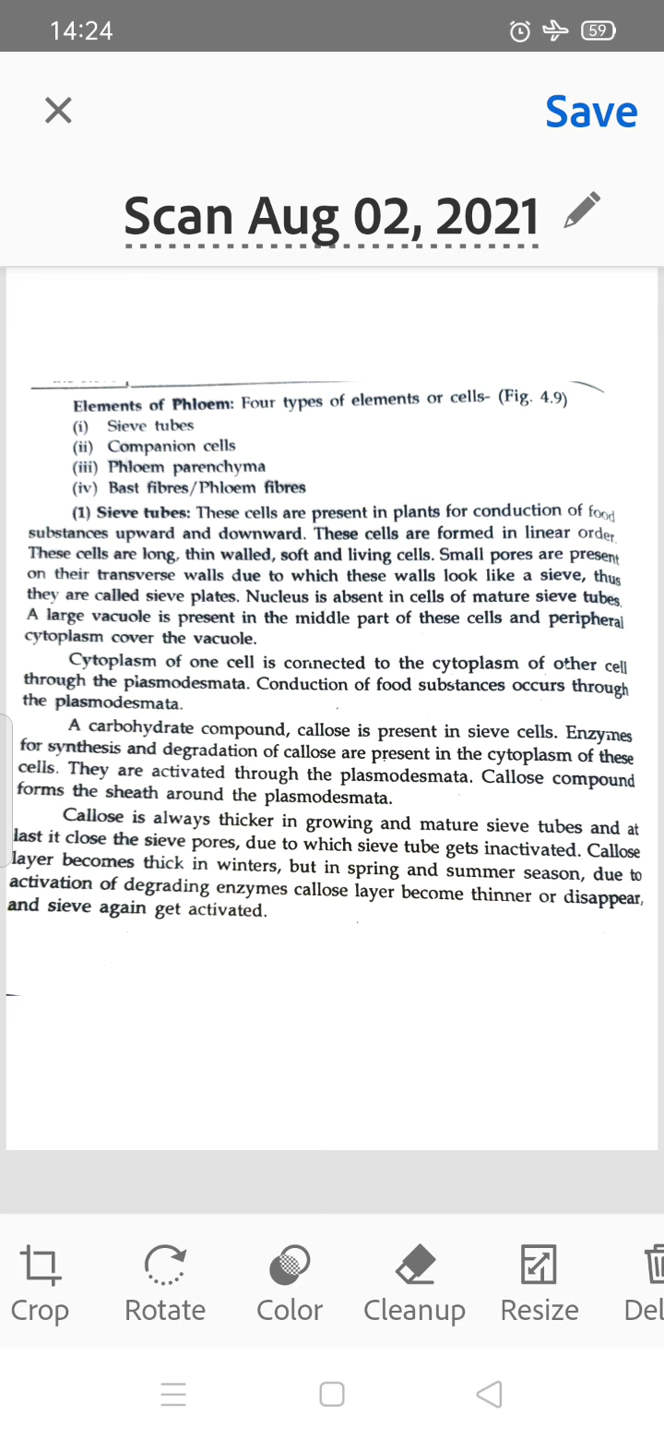 14:24
59
Save
Scan Aug 02, 2021
Elements of Phloem: Four types of elements or cells- (Fig. 4.9)
(i) Sieve tubes
(ii) Companion cells
(iii) Phloem parenchyma
(iv) Bast fibres/Phloem fibres
(1) Sieve tubes: These cells are present in plants for conduction of food
substances upward and downward. These cells are formed in linear order.
These cells are long, thin walled, soft and living cells. Small pores are present
on their transverse walls due to which these walls look like a sieve, thus
they are called sieve plates. Nucleus is absent in cells of mature sieve tubes.
A large vacuole is present in the middle part of these cells and peripheral
cytoplasm cover the vacuole.
Cytoplasm of one cell is connected to the cytoplasm of other cell
through the plasmodesmata. Conduction of food substances occurs through
the plasmodesmata.
A carbohydrate compound, callose is present in sieve cells. Enzymes
for synthesis and degradation of callose are present in the cytoplasm of these
cells. They are activated through the plasmodesmata. Callose compound
forms the sheath around the plasmodesmata.
Callose is always thicker in growing and mature sieve tubes and at
last it close the sieve pores, due to which sieve tube gets inactivated. Callose
layer becomes thick in winters, but in spring and summer season, due to
activation of degrading enzymes callose layer become thinner or disappear,
and sieve again get activated.
Crop Rotate Color Cleanup Resize Del